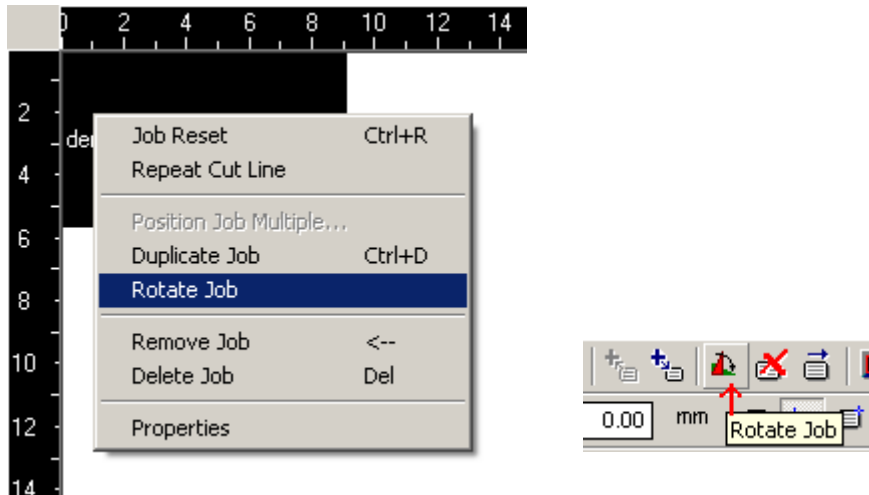 0 2 4 6 8 10 12 14
2
4
6
8
10
12
14
Job Reset Ctrl+R
Repeat Cut Line
Position Job Multiple...
Duplicate Job Ctrl+D
Rotate Job
Remove Job <--
Delete Job Del
Properties
0.00 mm
Rotate Job